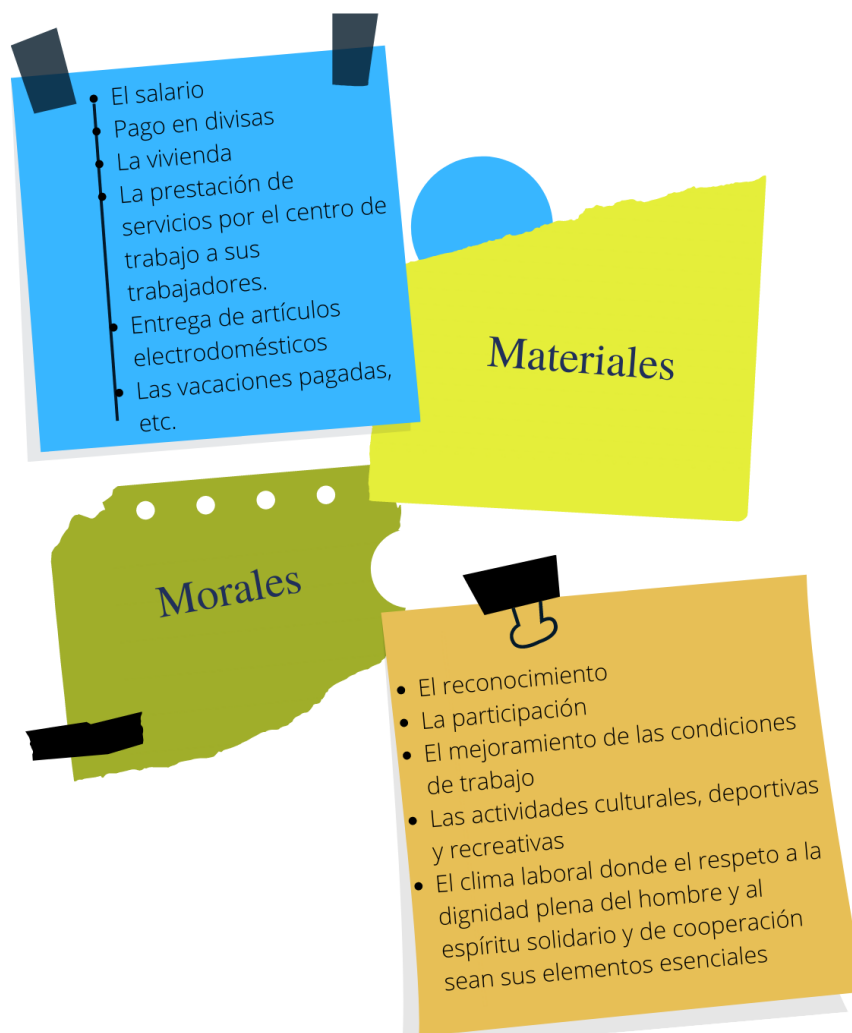 El salario
Pago en divisas
La vivienda
La prestación de
servicios por el centro de
trabajo a sus
trabajadores.
Entrega de artículos
electrodomésticos
Las vacaciones pagadas,
etc.
Materiales
Morales
El reconocimiento
La participación
El mejoramiento de las condiciones
de trabajo
Las actividades culturales, deportivas
y recreativas
El clima laboral donde el respeto a la
dignidad plena del hombre y al
espíritu solidario y de cooperación
sean sus elementos esenciales